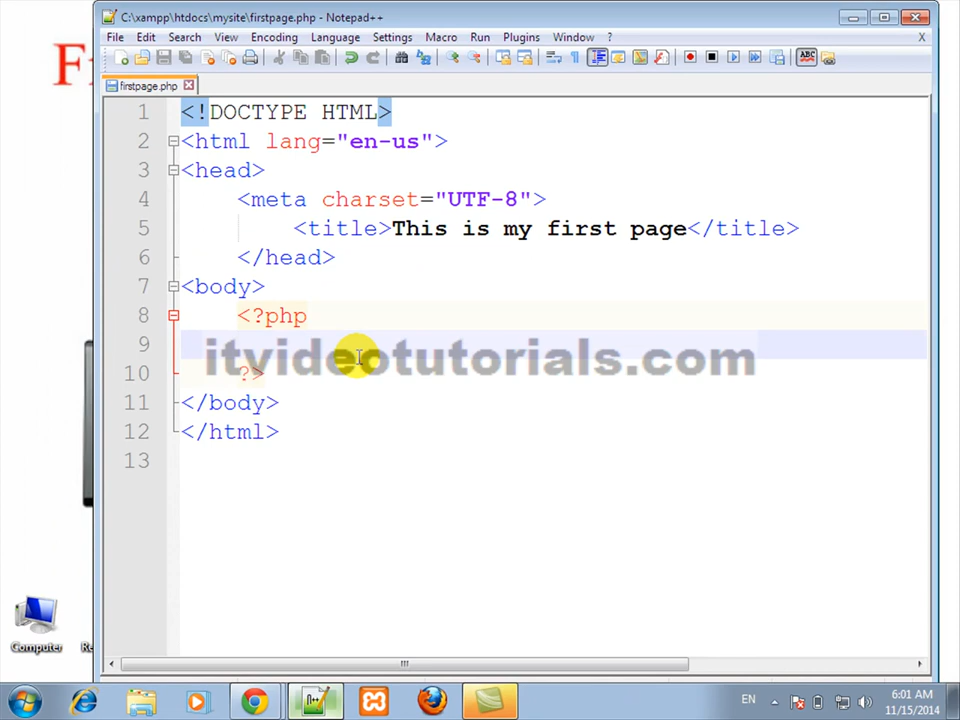 C:\xampp\htdocs\mysite\firstpage.php - Notepad++
File Edit Search View Encoding Language Settings Macro Run Plugins Window ? X
firstpage.php
F
1 <!DOCTYPE HTML>
2 <html lang="en-us">
3 <head>
4 <meta charset="UTF-8">
5 <title>This is my first page</title>
6 </head>
7 <body>
8 <?php
9
itvideotutorials.com
10 ?>
11 </body>
12 </html>
13
Computer
EN
6:01 AM
11/15/2014